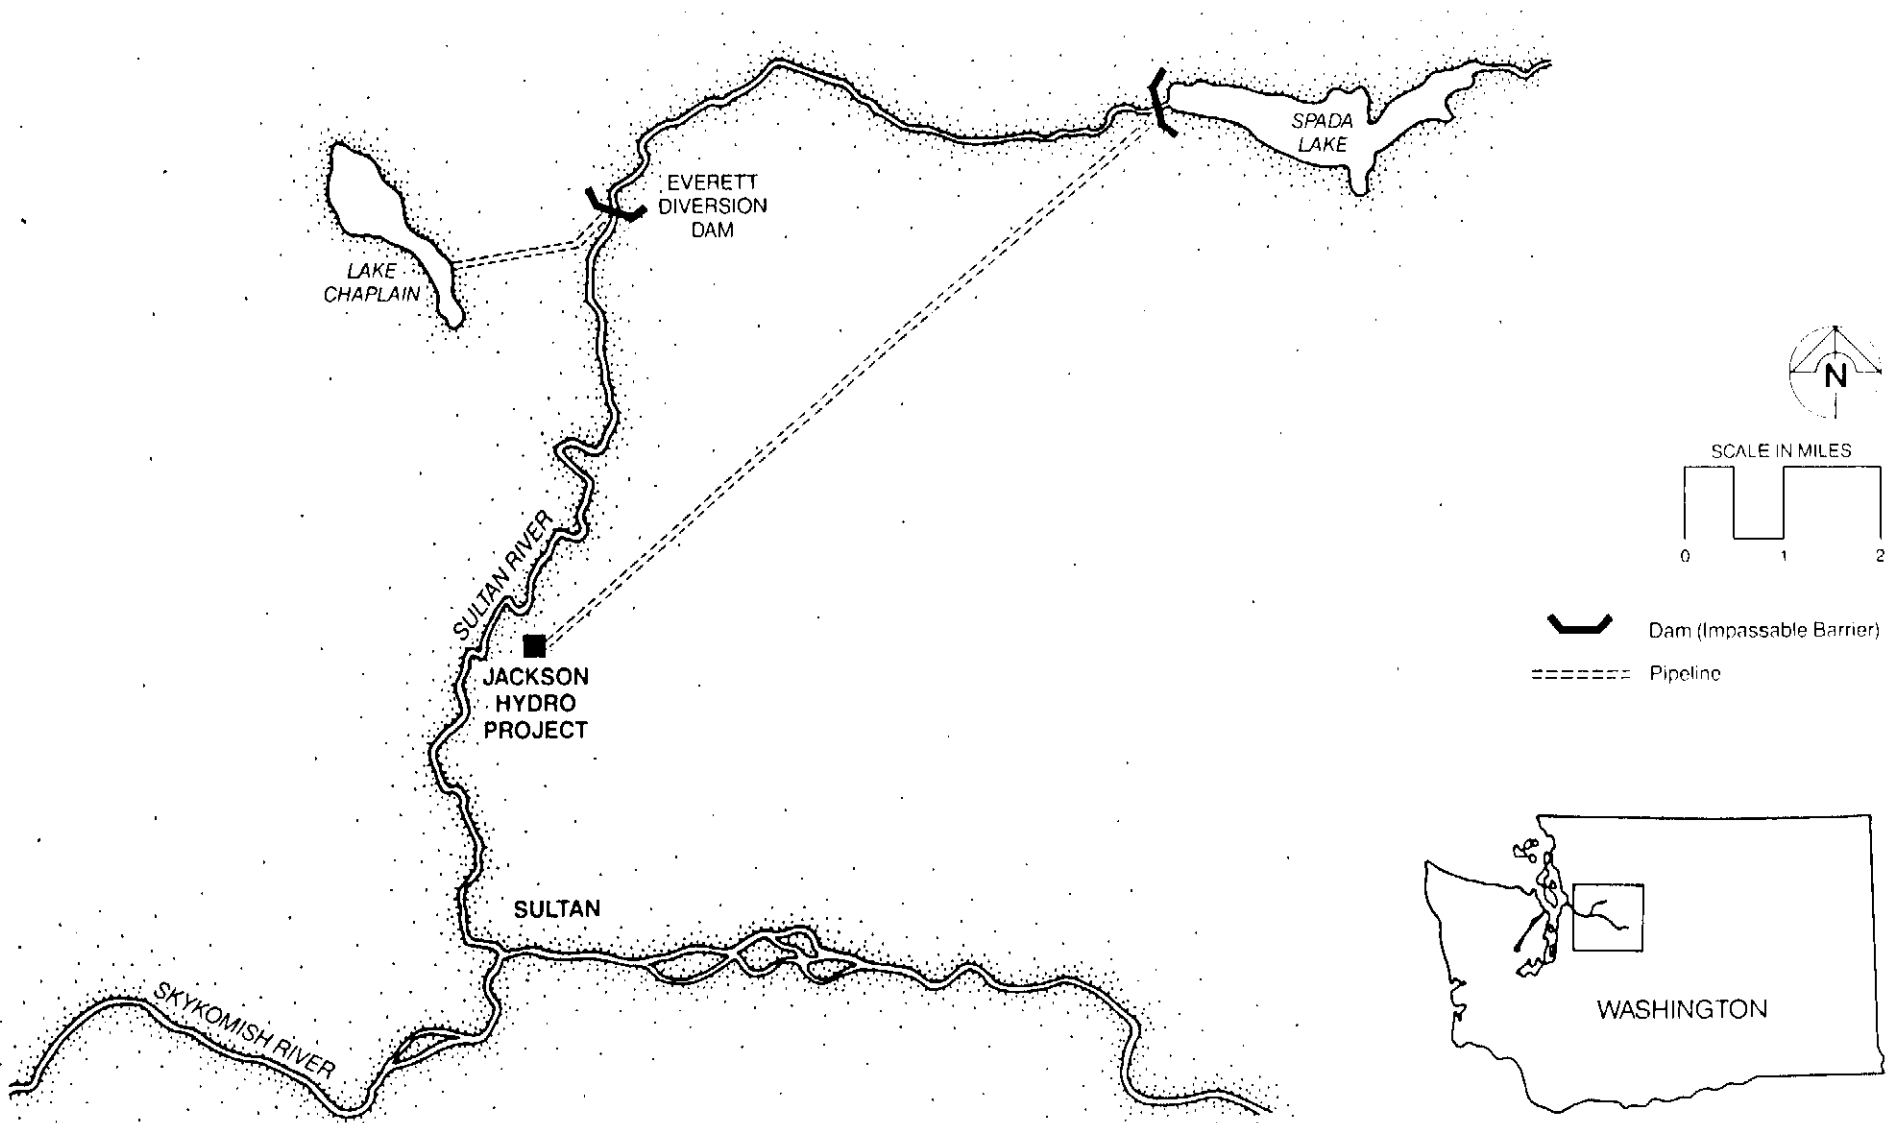 SPADA
LAKE
EVERETT
DIVERSION
DAM
LAKE
CHAPLAIN
N
SCALE IN MILES
0 1 2
SULTAN RIVER
Dam (Impassable Barrier)
Pipeline
JACKSON
HYDRO
PROJECT
SULTAN
SKYKOMISH RIVER
WASHINGTON